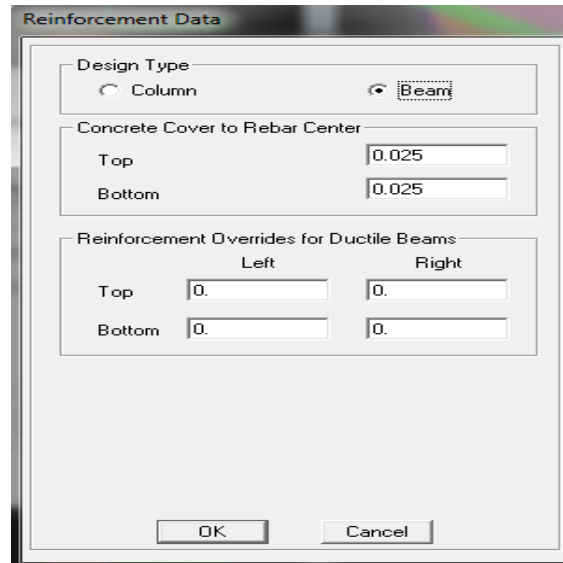 Reinforcement Data
Design Type
Column Beam
Concrete Cover to Rebar Center
Top 0.025
Bottom 0.025
Reinforcement Overrides for Ductile Beams
Left Right
Top 0. 0.
Bottom 0. 0.
OK Cancel